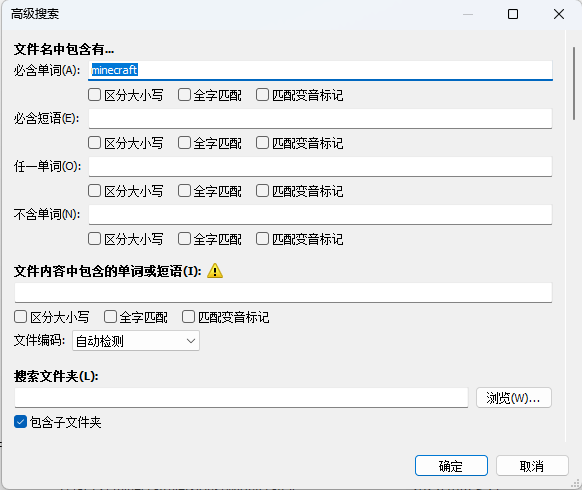 高级搜索
文件名中包含有...
必含单词(A): minecraft
区分大小写 全字匹配 匹配变音标记
必含短语(E):
区分大小写 全字匹配 匹配变音标记
任一单词(O):
区分大小写 全字匹配 匹配变音标记
不含单词(N):
区分大小写 全字匹配 匹配变音标记
文件内容中包含的单词或短语(I):
区分大小写 全字匹配 匹配变音标记
文件编码: 自动检测
搜索文件夹(L):
浏览(W)...
包含子文件夹
确定 取消